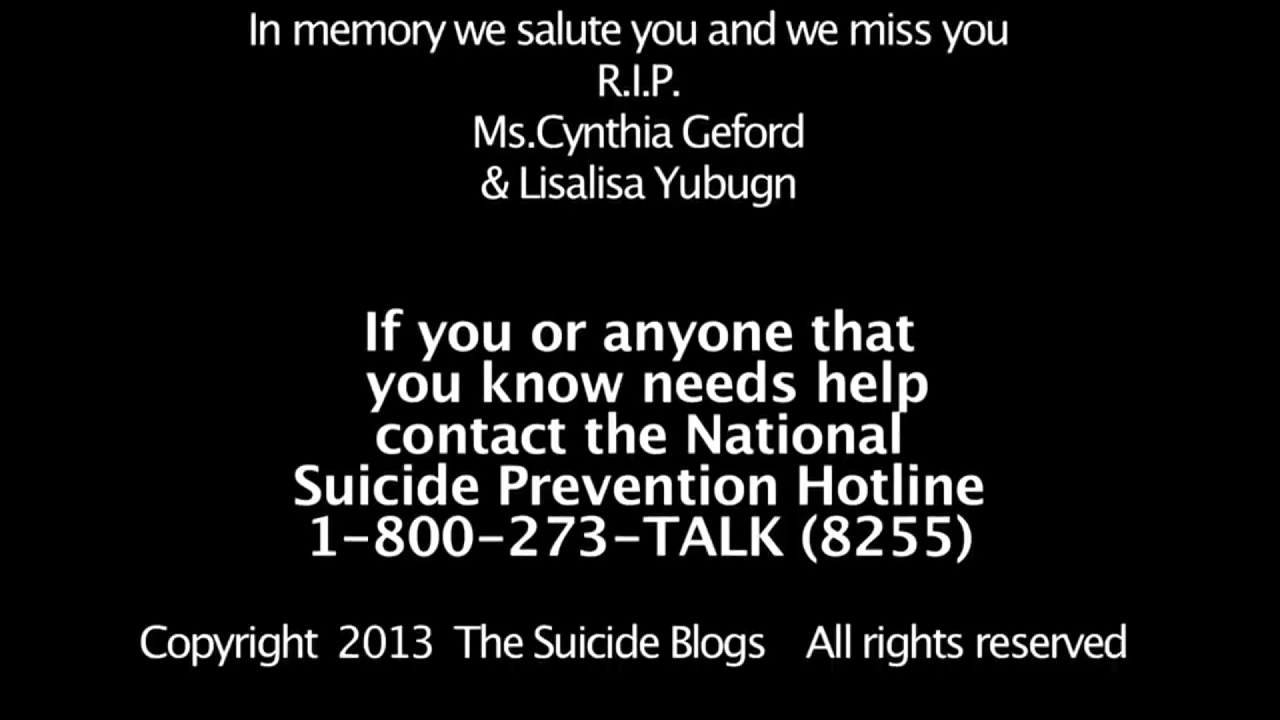 In memory we salute you and we miss you
R.I.P.
Ms.Cynthia Geford
& Lisalisa Yubugn
If you or anyone that
you know needs help
contact the National
Suicide Prevention Hotline
1-800-273-TALK (8255)
Copyright 2013 The Suicide Blogs All rights reserved